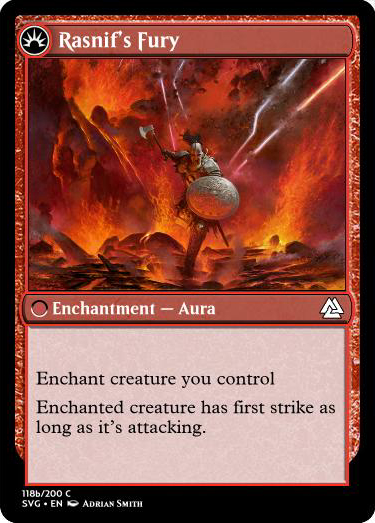 Rasnif's Fury
Enchantment — Aura
Enchant creature you control
Enchanted creature has first strike as
long as it's attacking.
118b/200 C
SVG • EN Adrian Smith